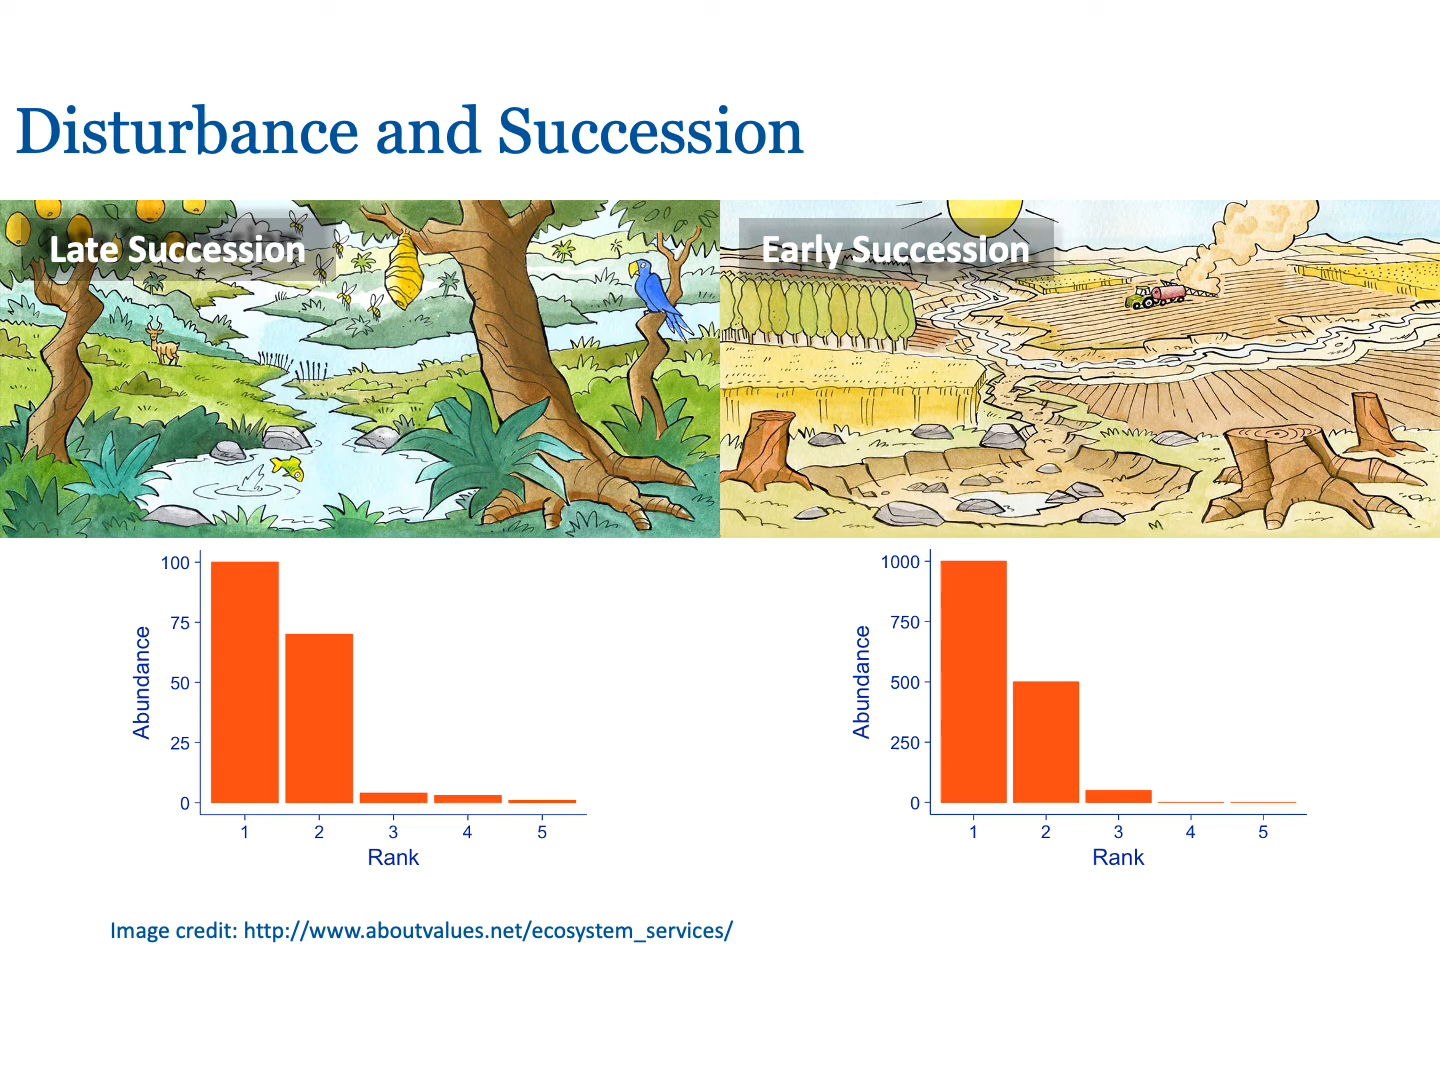 Disturbance and Succession
Late Succession
Early Succession
100
75
50
25
0
Abundance
1 2 3 4 5
Rank
1000
750
500
250
0
Abundance
1 2 3 4 5
Rank
Image credit: http://www.aboutvalues.net/ecosystem_services/